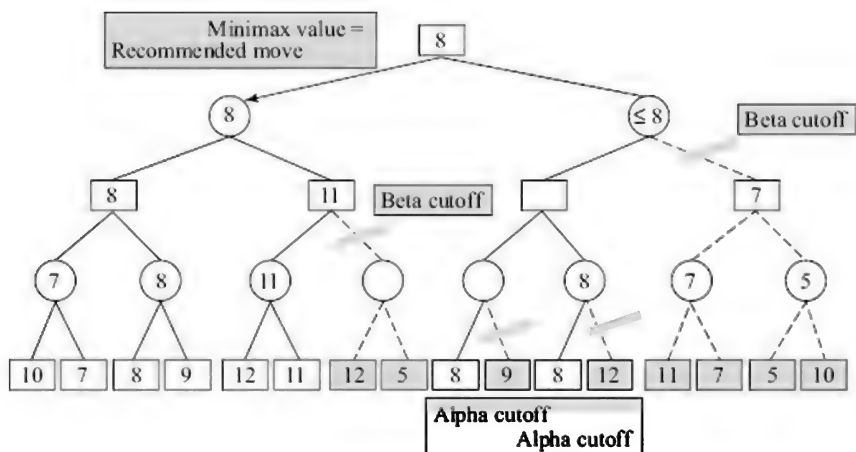 Minimax value =
Recommended move
8
8
≤ 8
Beta cutoff
8
11
Beta cutoff
7
7
8
11
8
7
5
10 7 8 9 12 11 12 5 8 9 8 12 11 7 5 10
Alpha cutoff
Alpha cutoff